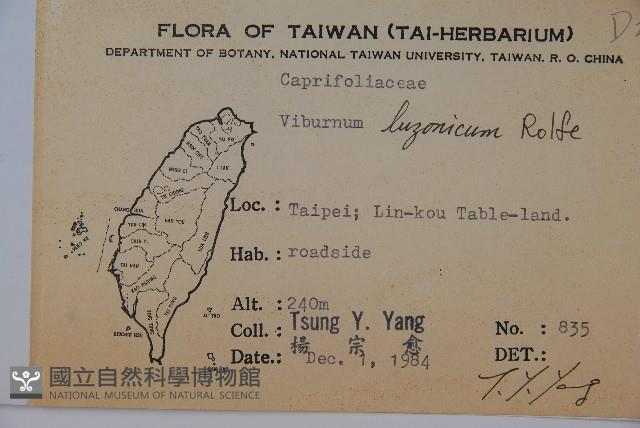 FLORA OF TAIWAN (TAI-HERBARIUM)
DEPARTMENT OF BOTANY, NATIONAL TAIWAN UNIVERSITY, TAIWAN. R. O. CHINA
Caprifoliaceae
Viburnum luzonicum Rolfe
Loc. : Taipei; Lin-kou Table-land.
Hab. : roadside
Alt. : 240m
Coll. : Tsung Y. Yang
楊 宗 愈
No. : 835
Date.: Dec. 1, 1984
DET.:
T. Y. Yang
國立自然科學博物館
NATIONAL MUSEUM OF NATURAL SCIENCE